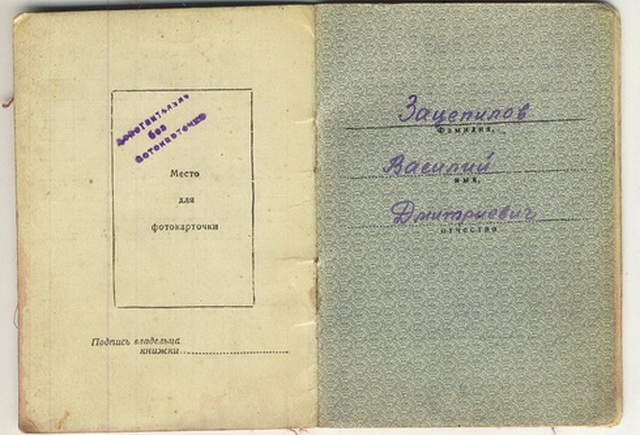 Действительно
без
фотокарточки
Место
для
фотокарточки
Подпись владельца
книжки
Зацепилов
Фамилия,
Василий
имя,
Дмитриевич
отчество